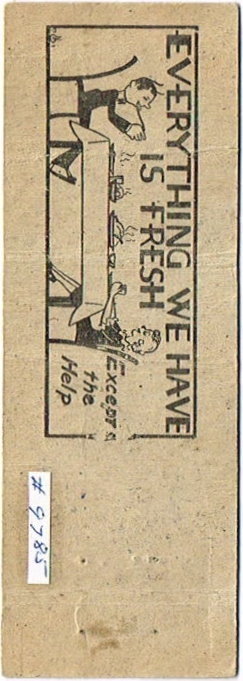 EVERYTHING WE HAVE
IS FRESH
Except
the
Help
# 9785